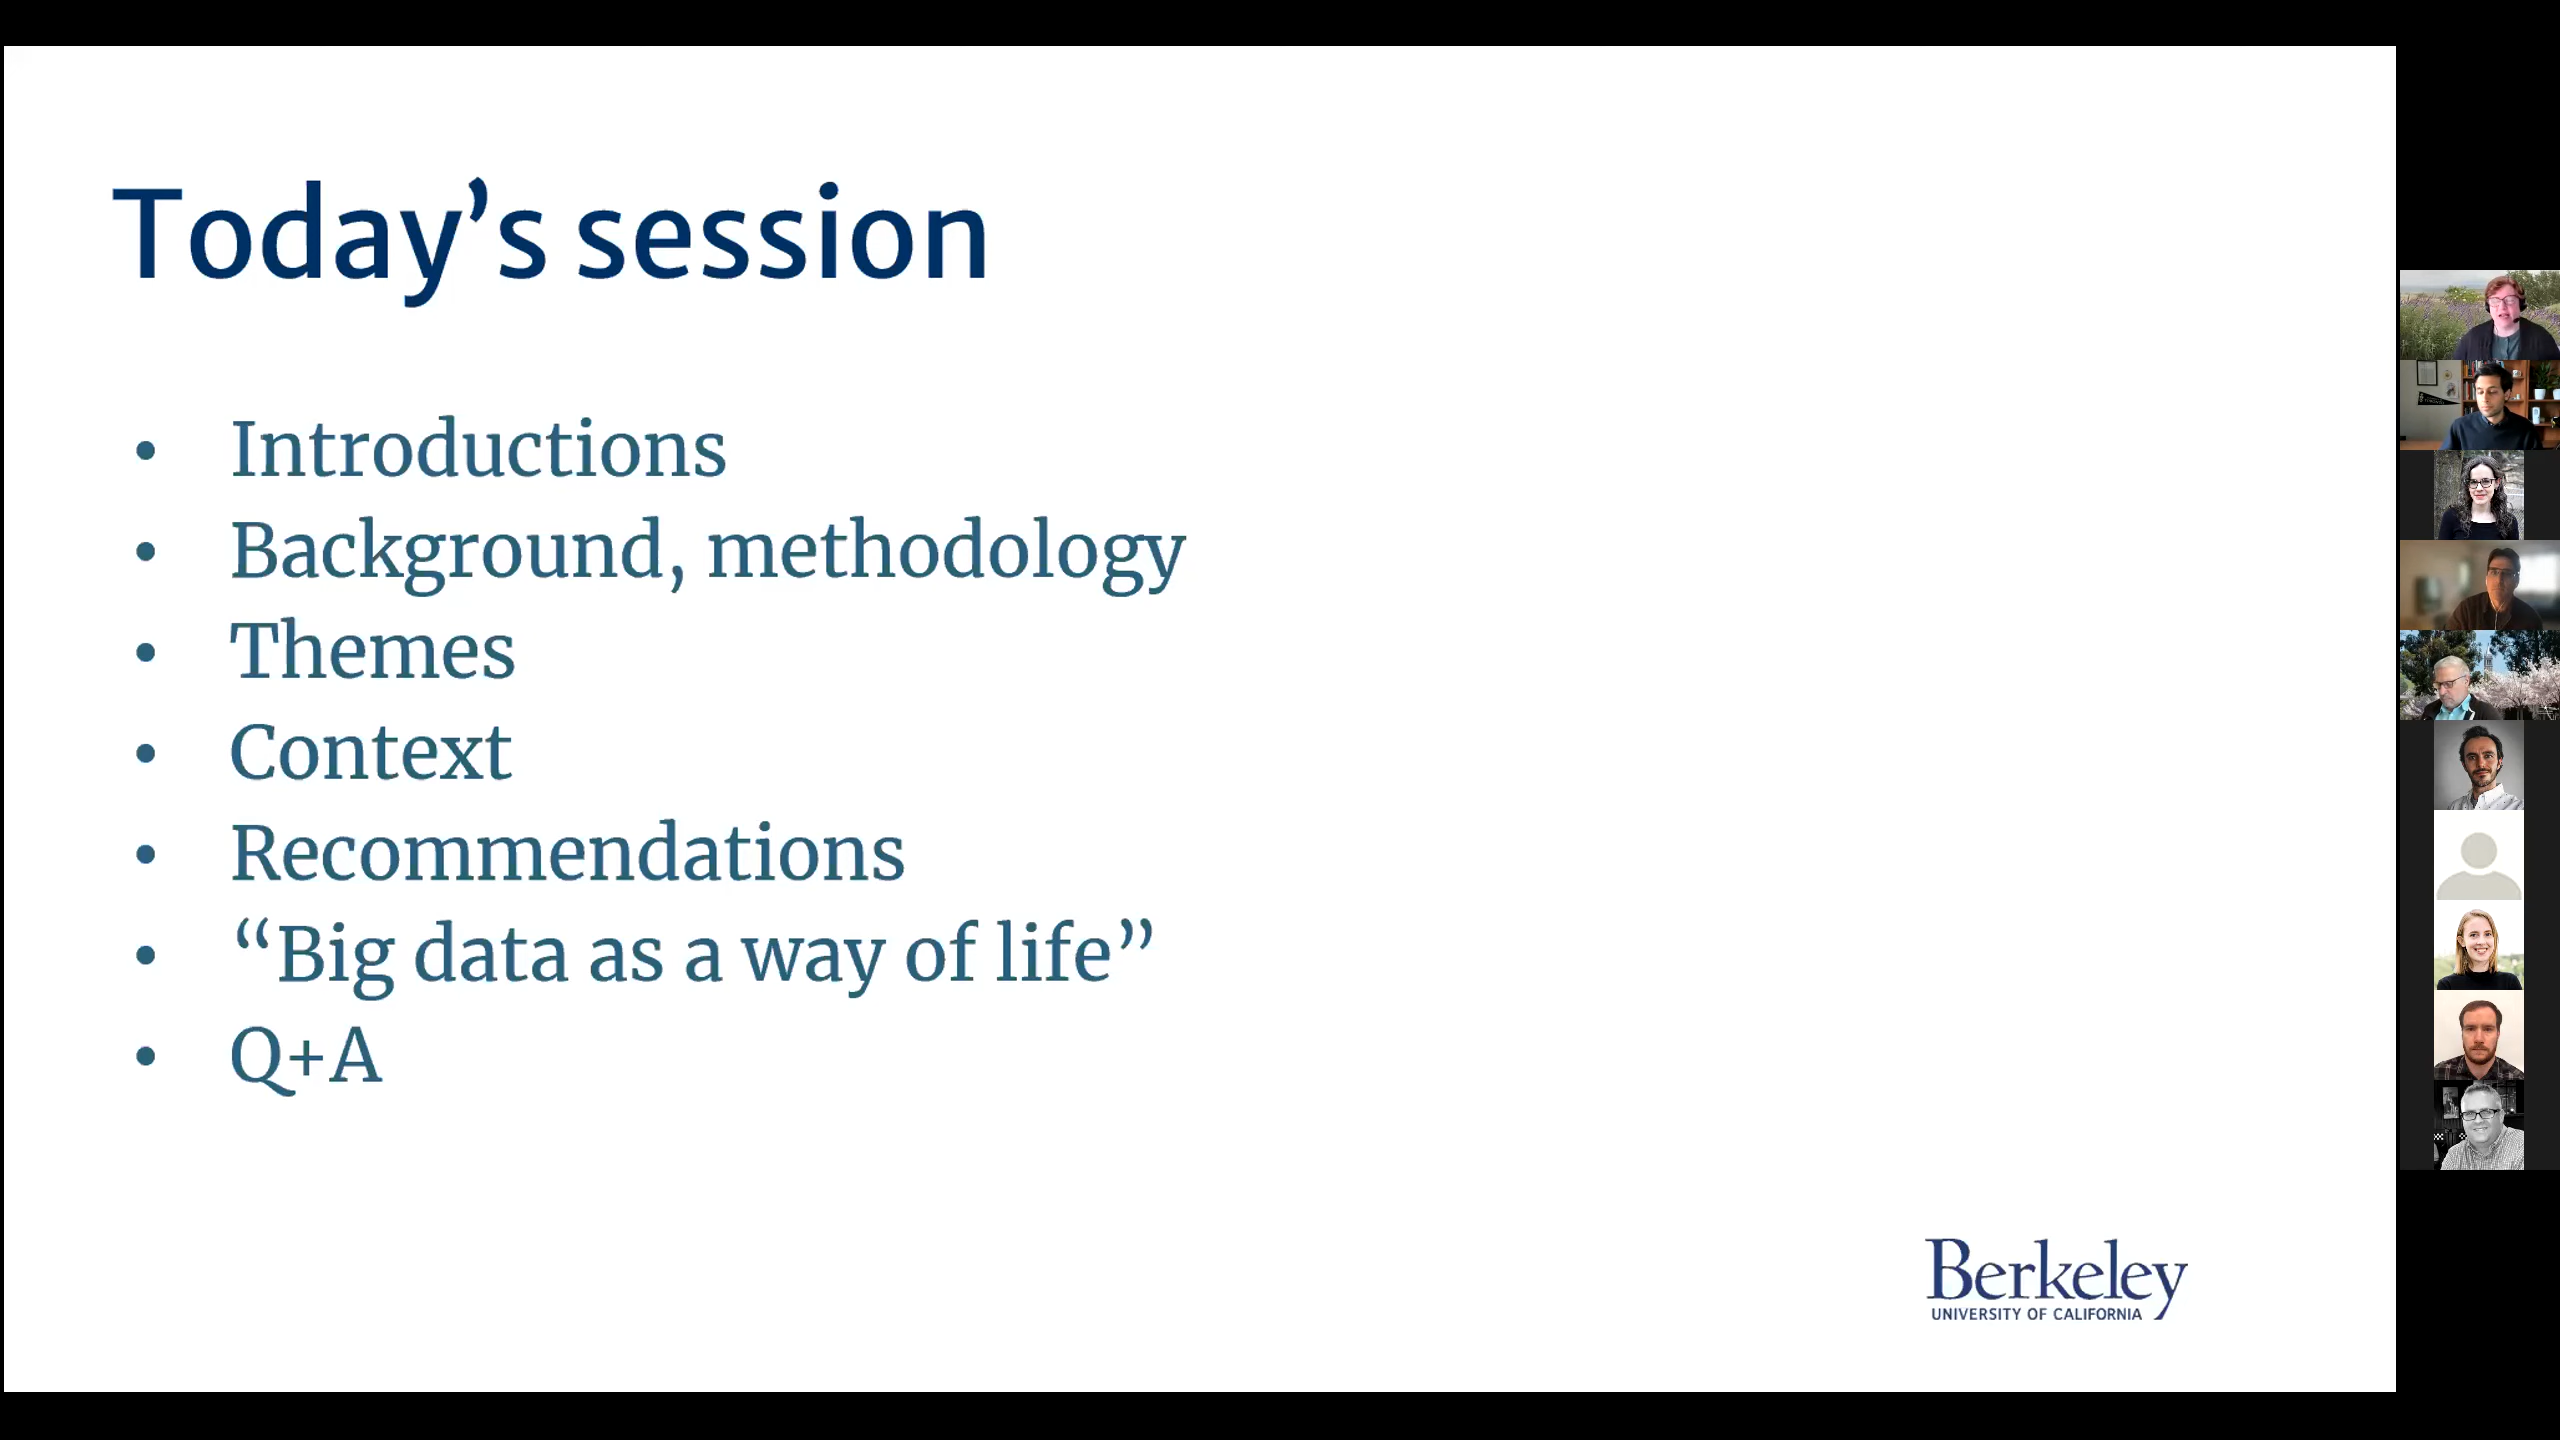 Today’s session
• Introductions
• Background, methodology
• Themes
• Context
• Recommendations
• “Big data as a way of life”
• Q+A
Berkeley
UNIVERSITY OF CALIFORNIA